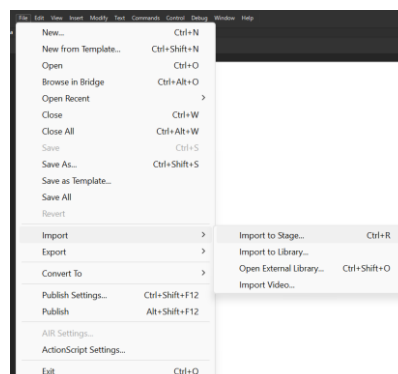 File Edit View Insert Modify Text Commands Control Debug Window Help
New... Ctrl+N
New from Template... Ctrl+Shift+N
Open Ctrl+O
Browse in Bridge Ctrl+Alt+O
Open Recent >
Close Ctrl+W
Close All Ctrl+Alt+W
Save Ctrl+S
Save As... Ctrl+Shift+S
Save as Template...
Save All
Revert
Import >
Import to Stage... Ctrl+R
Import to Library...
Open External Library... Ctrl+Shift+O
Import Video...
Export >
Convert To >
Publish Settings... Ctrl+Shift+F12
Publish Alt+Shift+F12
AIR Settings...
ActionScript Settings...
Exit Ctrl+Q